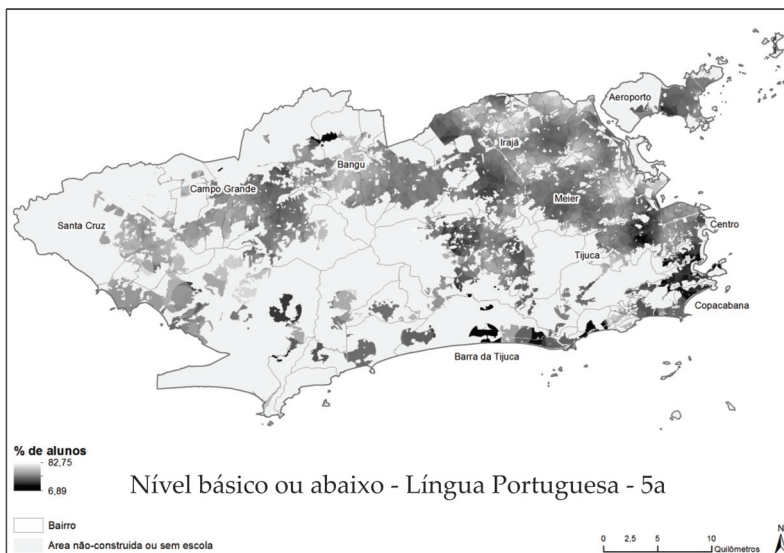 Aeroporto
Irajá
Bangu
Campo Grande
Meier
Santa Cruz
Centro
Tijuca
Copacabana
Barra da Tijuca
% de alunos
82,75
6,89
Nível básico ou abaixo - Língua Portuguesa - 5a
Bairro
Area não-construida ou sem escola
0 2,5 5 10
Quilômetros
N